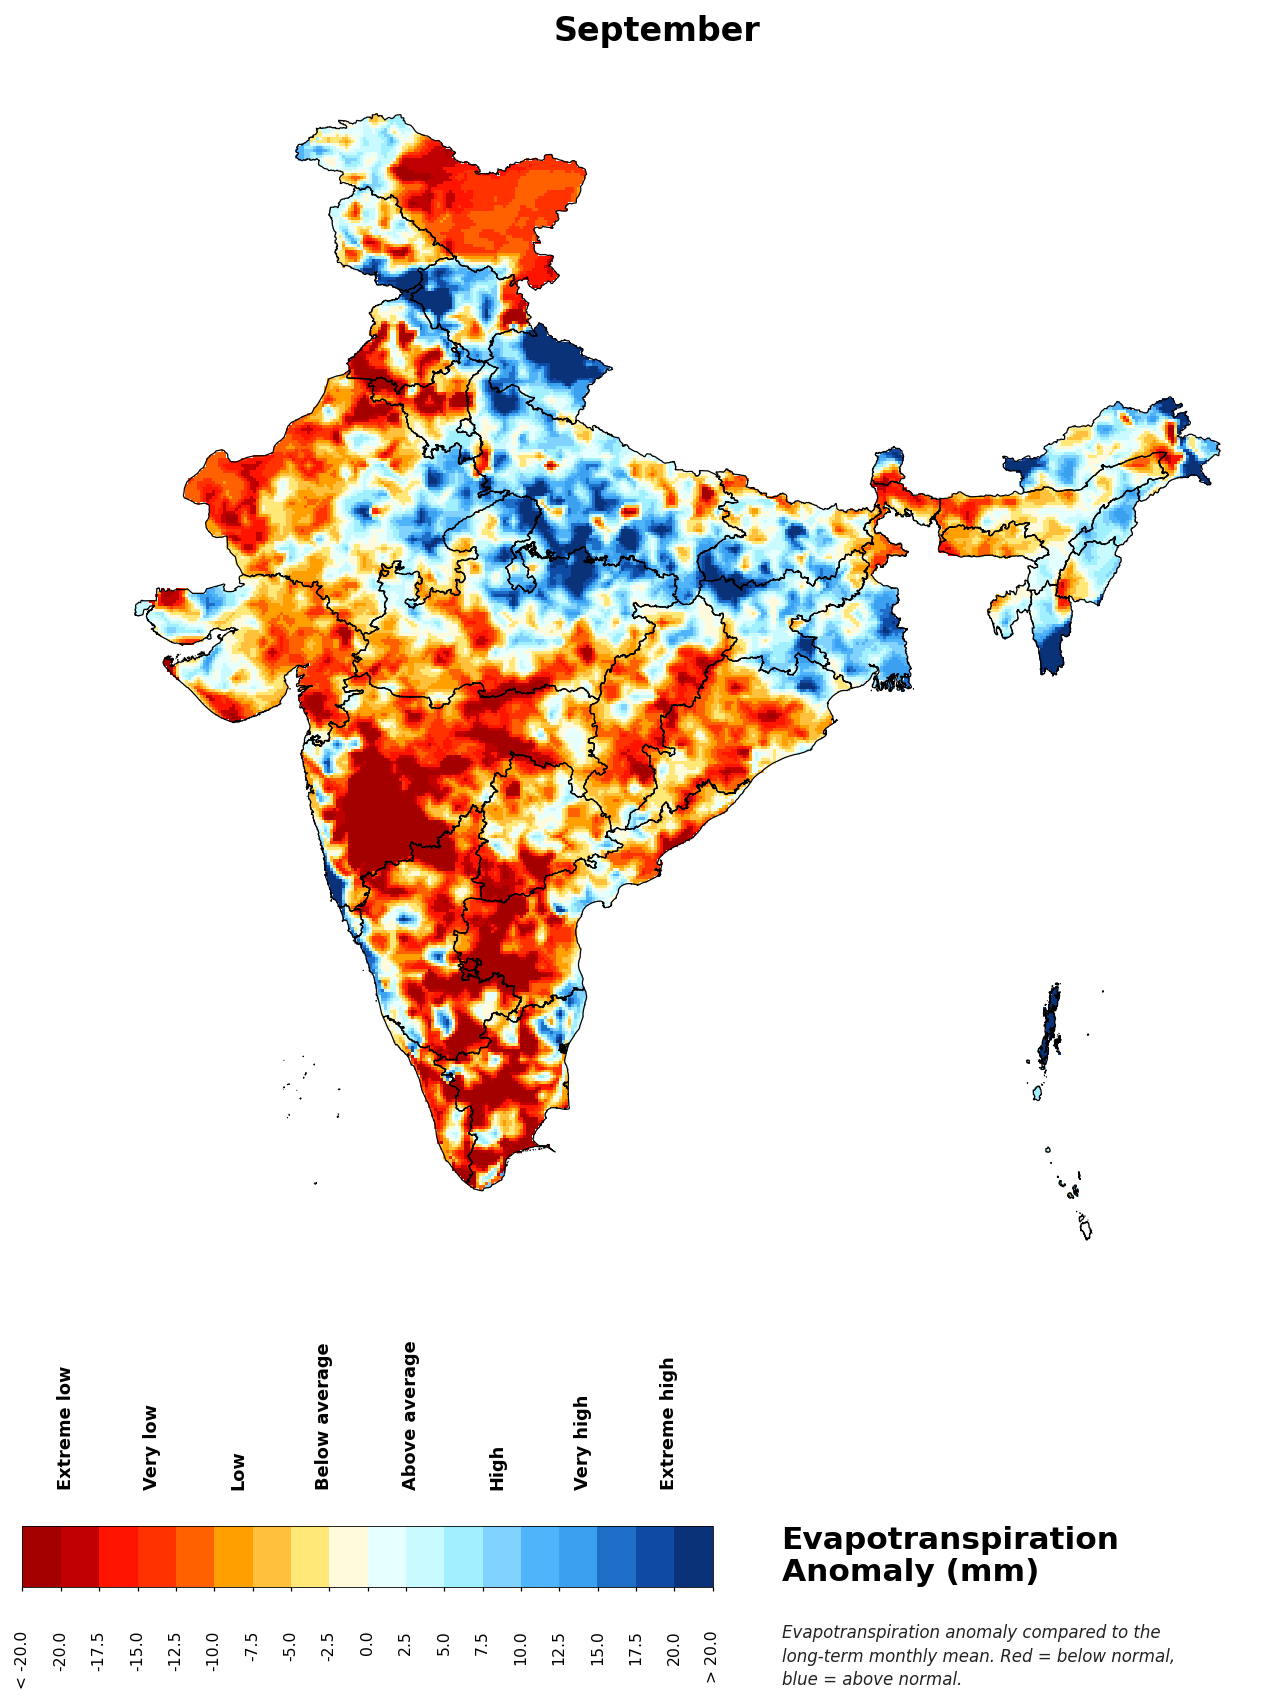 September
Extreme low
Very low
Low
Below average
Above average
High
Very high
Extreme high
< -20.0
-20.0
-17.5
-15.0
-12.5
-10.0
-7.5
-5.0
-2.5
0.0
2.5
5.0
7.5
10.0
12.5
15.0
17.5
20.0
> 20.0
Evapotranspiration
Anomaly (mm)
Evapotranspiration anomaly compared to the
long-term monthly mean. Red = below normal,
blue = above normal.